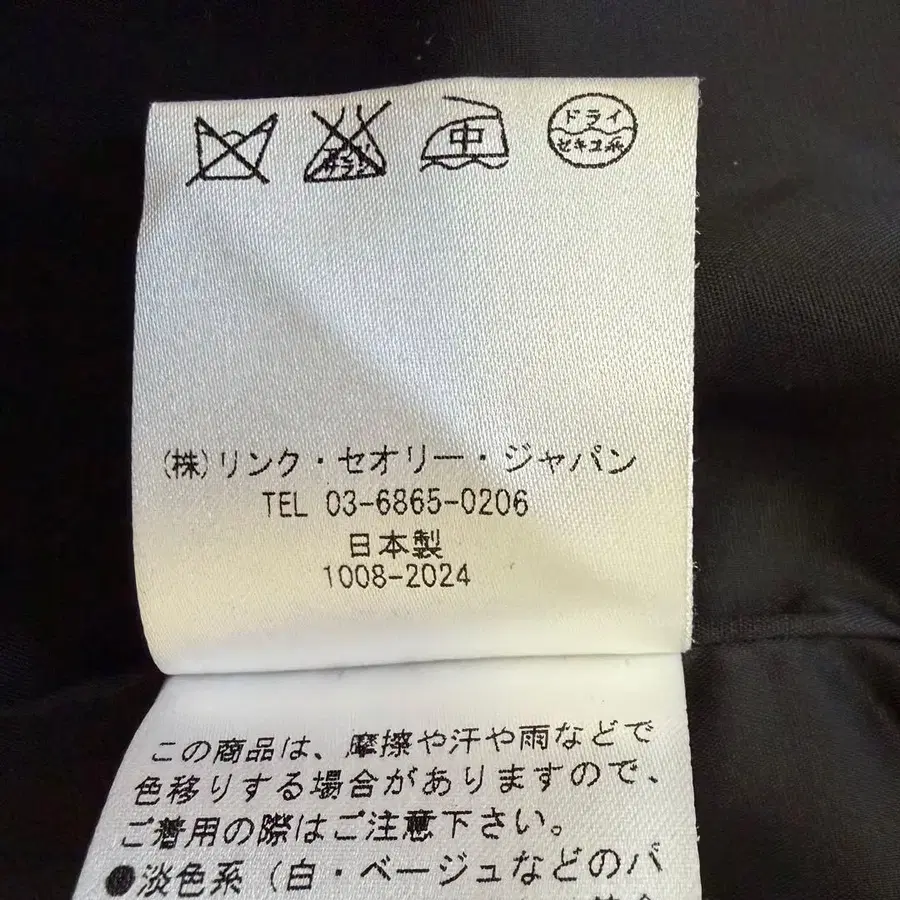 中
ドライ
セキユ系
(株)リンク・セオリー・ジャパン
TEL 03-6865-0206
日本製
1008-2024
この商品は、摩擦や汗や雨などで
色移りする場合がありますので、
ご着用の際はご注意下さい。
●淡色系(白・ベージュなどのバ